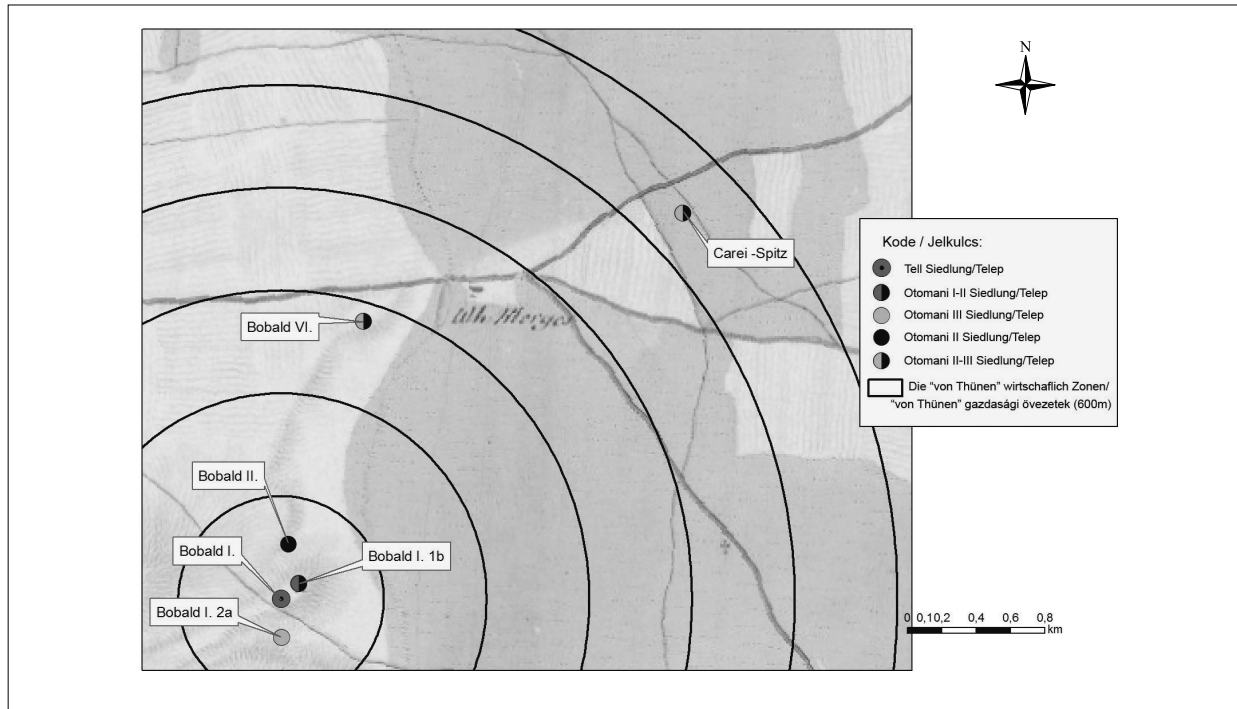 N
Carei -Spitz
Kode / Jelkulcs:
Tell Siedlung/Telep
Otomani I-II Siedlung/Telep
Otomani III Siedlung/Telep
Otomani II Siedlung/Telep
Otomani II-III Siedlung/Telep
Die “von Thünen” wirtschaflich Zonen/
“von Thünen” gazdasági övezetek (600m)
Bobald VI.
Bobald II.
Bobald I.
Bobald I. 1b
Bobald I. 2a
0 0,10,2 0,4 0,6 0,8
km